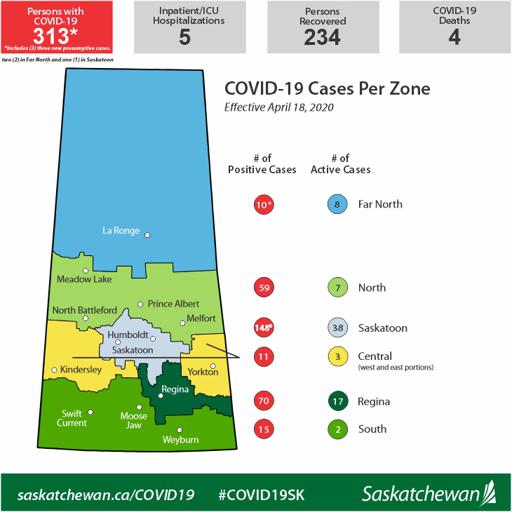 Persons with
COVID-19
313*
*Includes (3) three new presumptive cases.
two (2) in Far North and one (1) in Saskatoon
Inpatient/ICU
Hospitalizations
5
Persons
Recovered
234
COVID-19
Deaths
4
COVID-19 Cases Per Zone
Effective April 18, 2020
# of
Positive Cases
# of
Active Cases
10*
8
Far North
59
7
North
148*
38
Saskatoon
11
3
Central
(west and east portions)
70
17
Regina
15
2
South
La Ronge
Meadow Lake
Prince Albert
North Battleford
Melfort
Humboldt
Saskatoon
Kindersley
Yorkton
Regina
Swift
Current
Moose
Jaw
Weyburn
saskatchewan.ca/COVID19
#COVID19SK
Saskatchewan